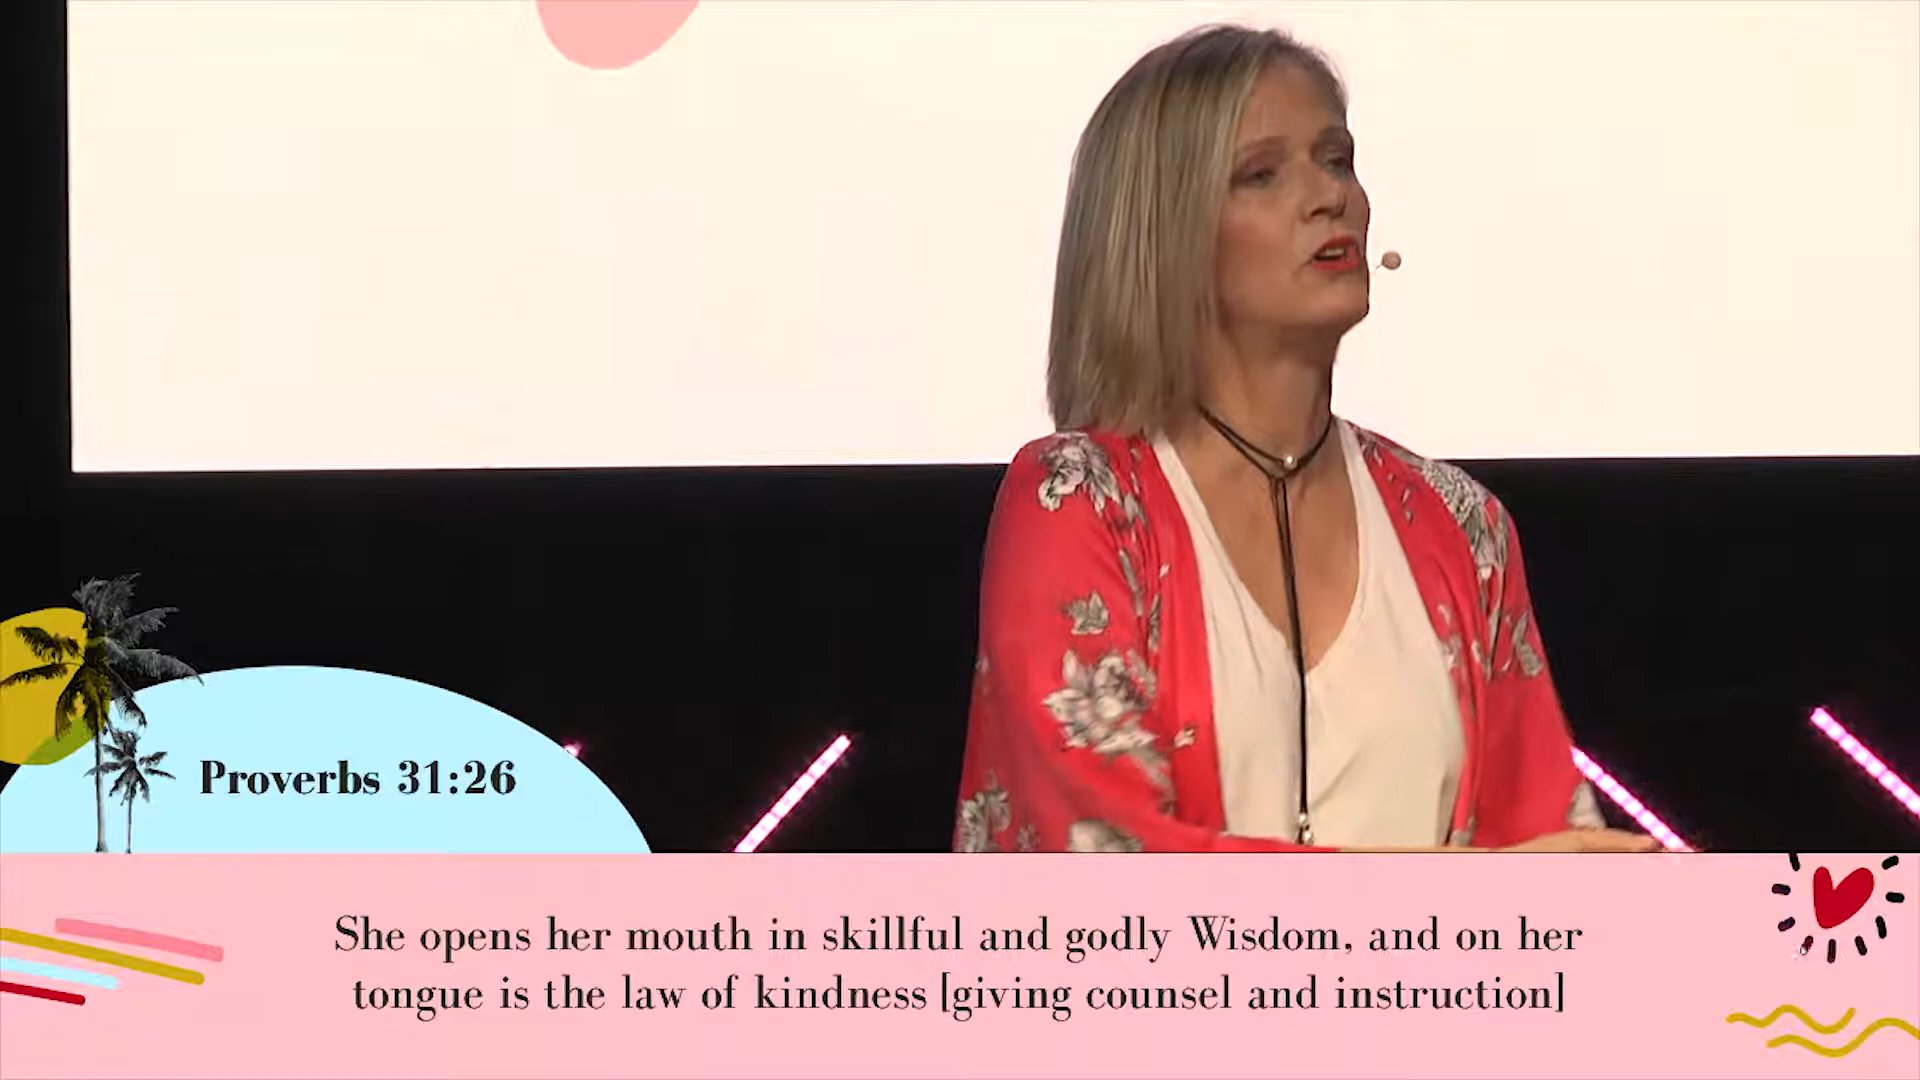 Proverbs 31:26
She opens her mouth in skillful and godly Wisdom, and on her
tongue is the law of kindness [giving counsel and instruction]